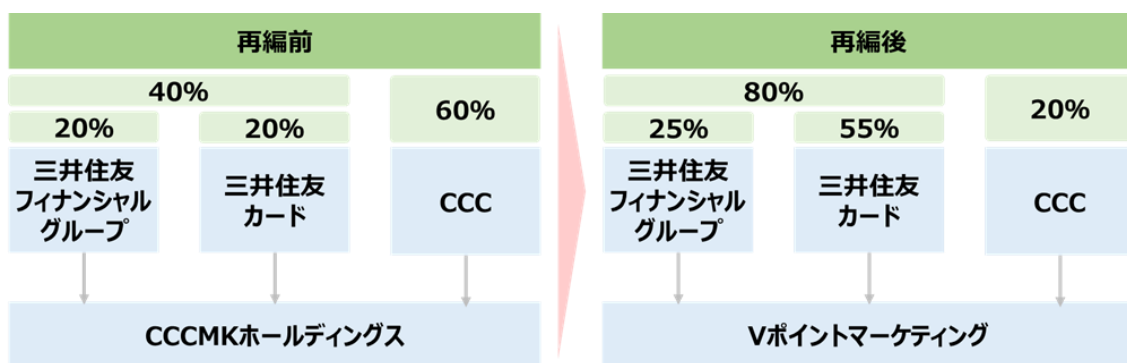 再編前
40%
60%
20%
20%
三井住友
フィナンシャル
グループ
三井住友
カード
CCC
CCCMKホールディングス
再編後
80%
20%
25%
55%
三井住友
フィナンシャル
グループ
三井住友
カード
CCC
Vポイントマーケティング